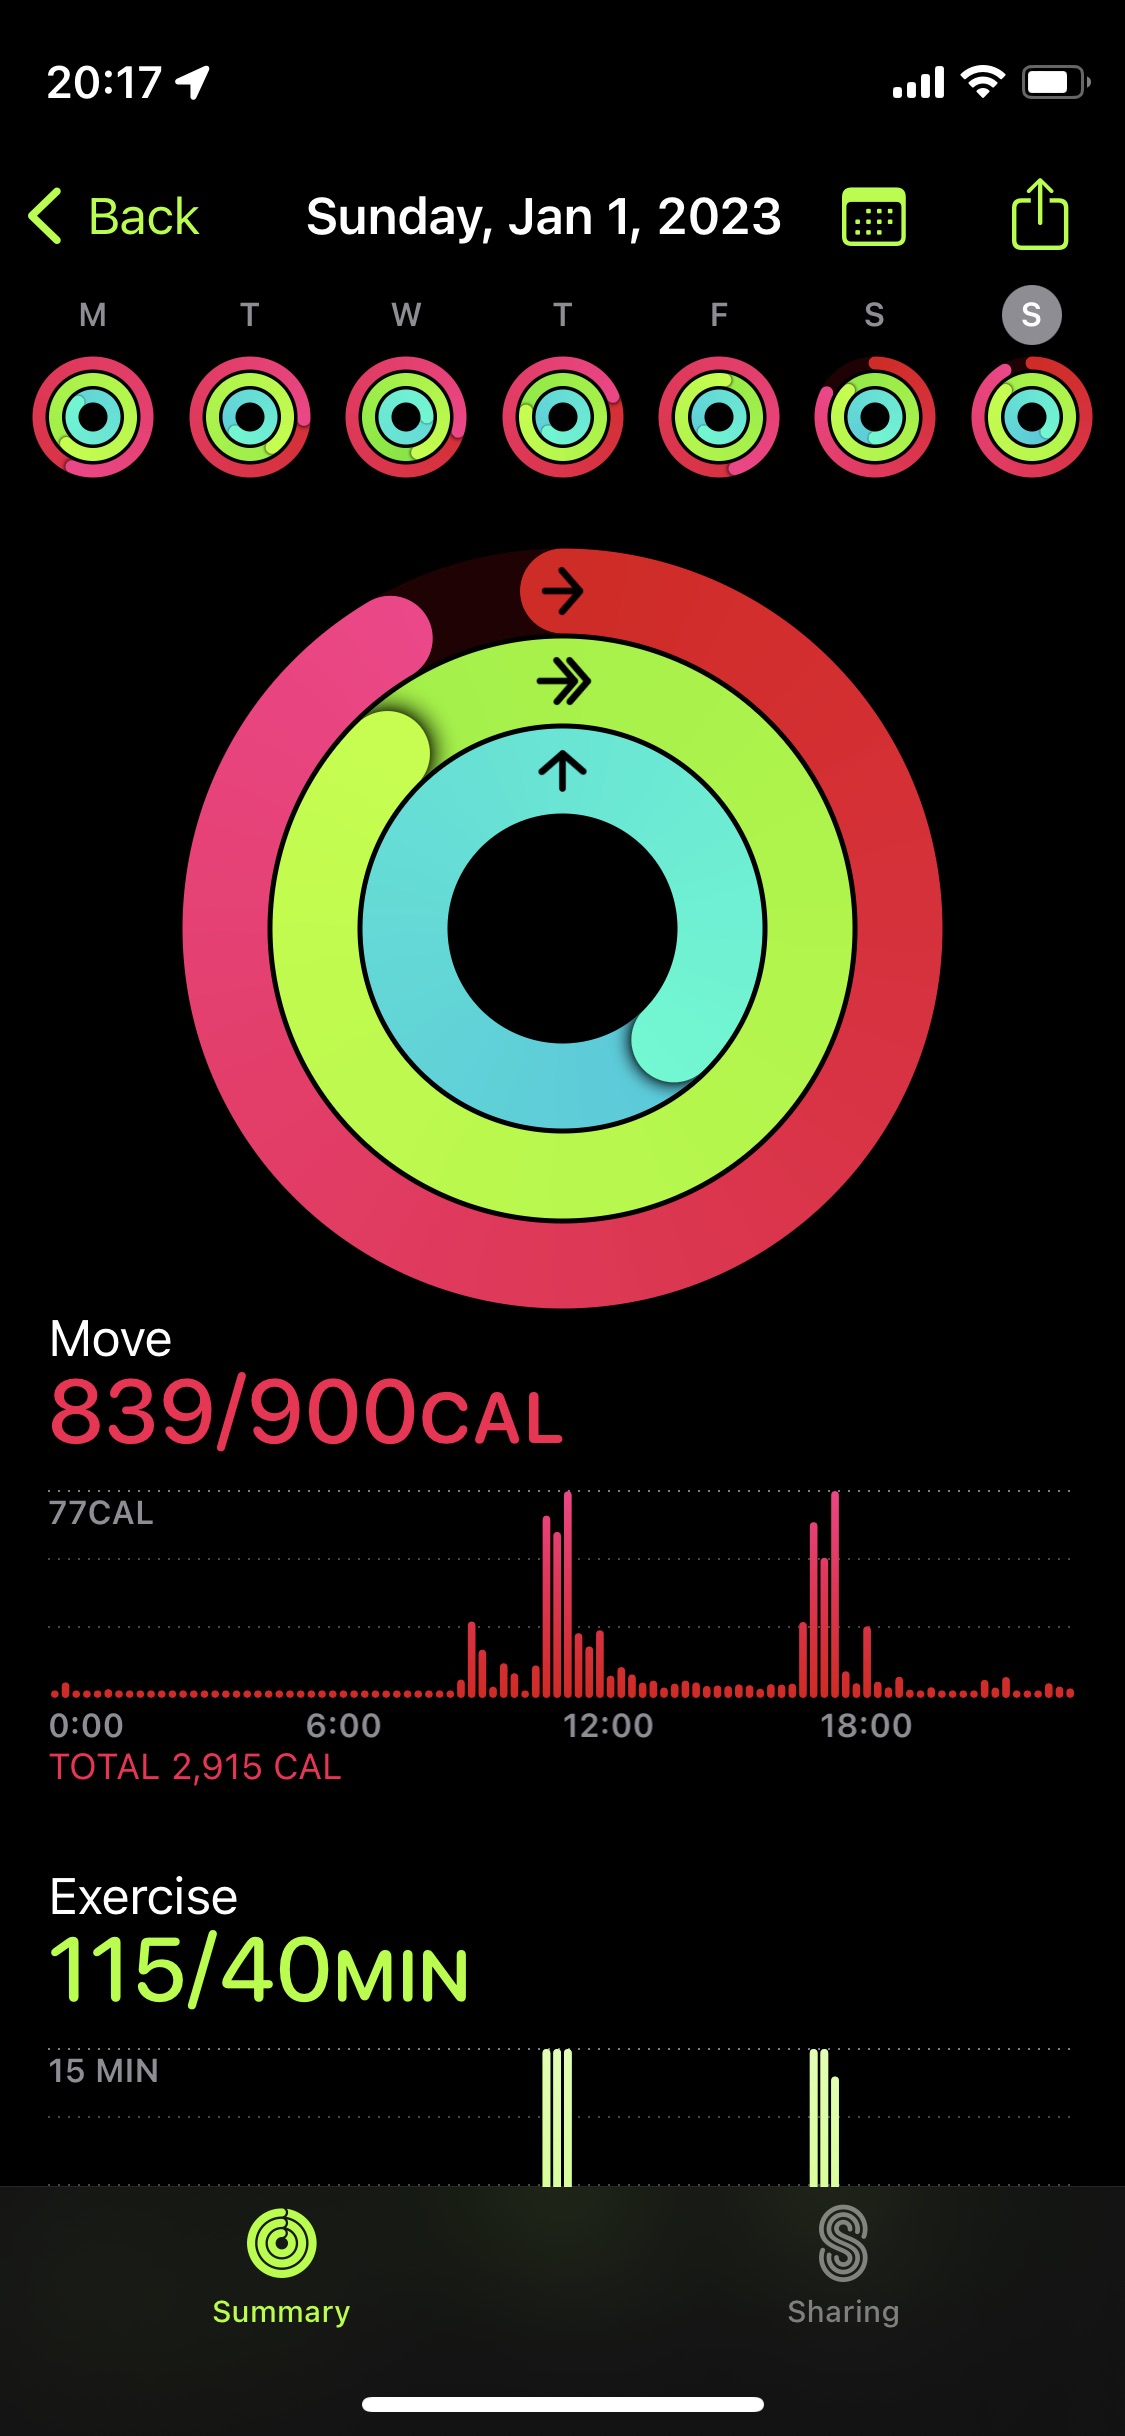 20:17
Back Sunday, Jan 1, 2023
M T W T F S S
Move
839/900CAL
77CAL
0:00 6:00 12:00 18:00
TOTAL 2,915 CAL
Exercise
115/40MIN
15 MIN
Summary Sharing